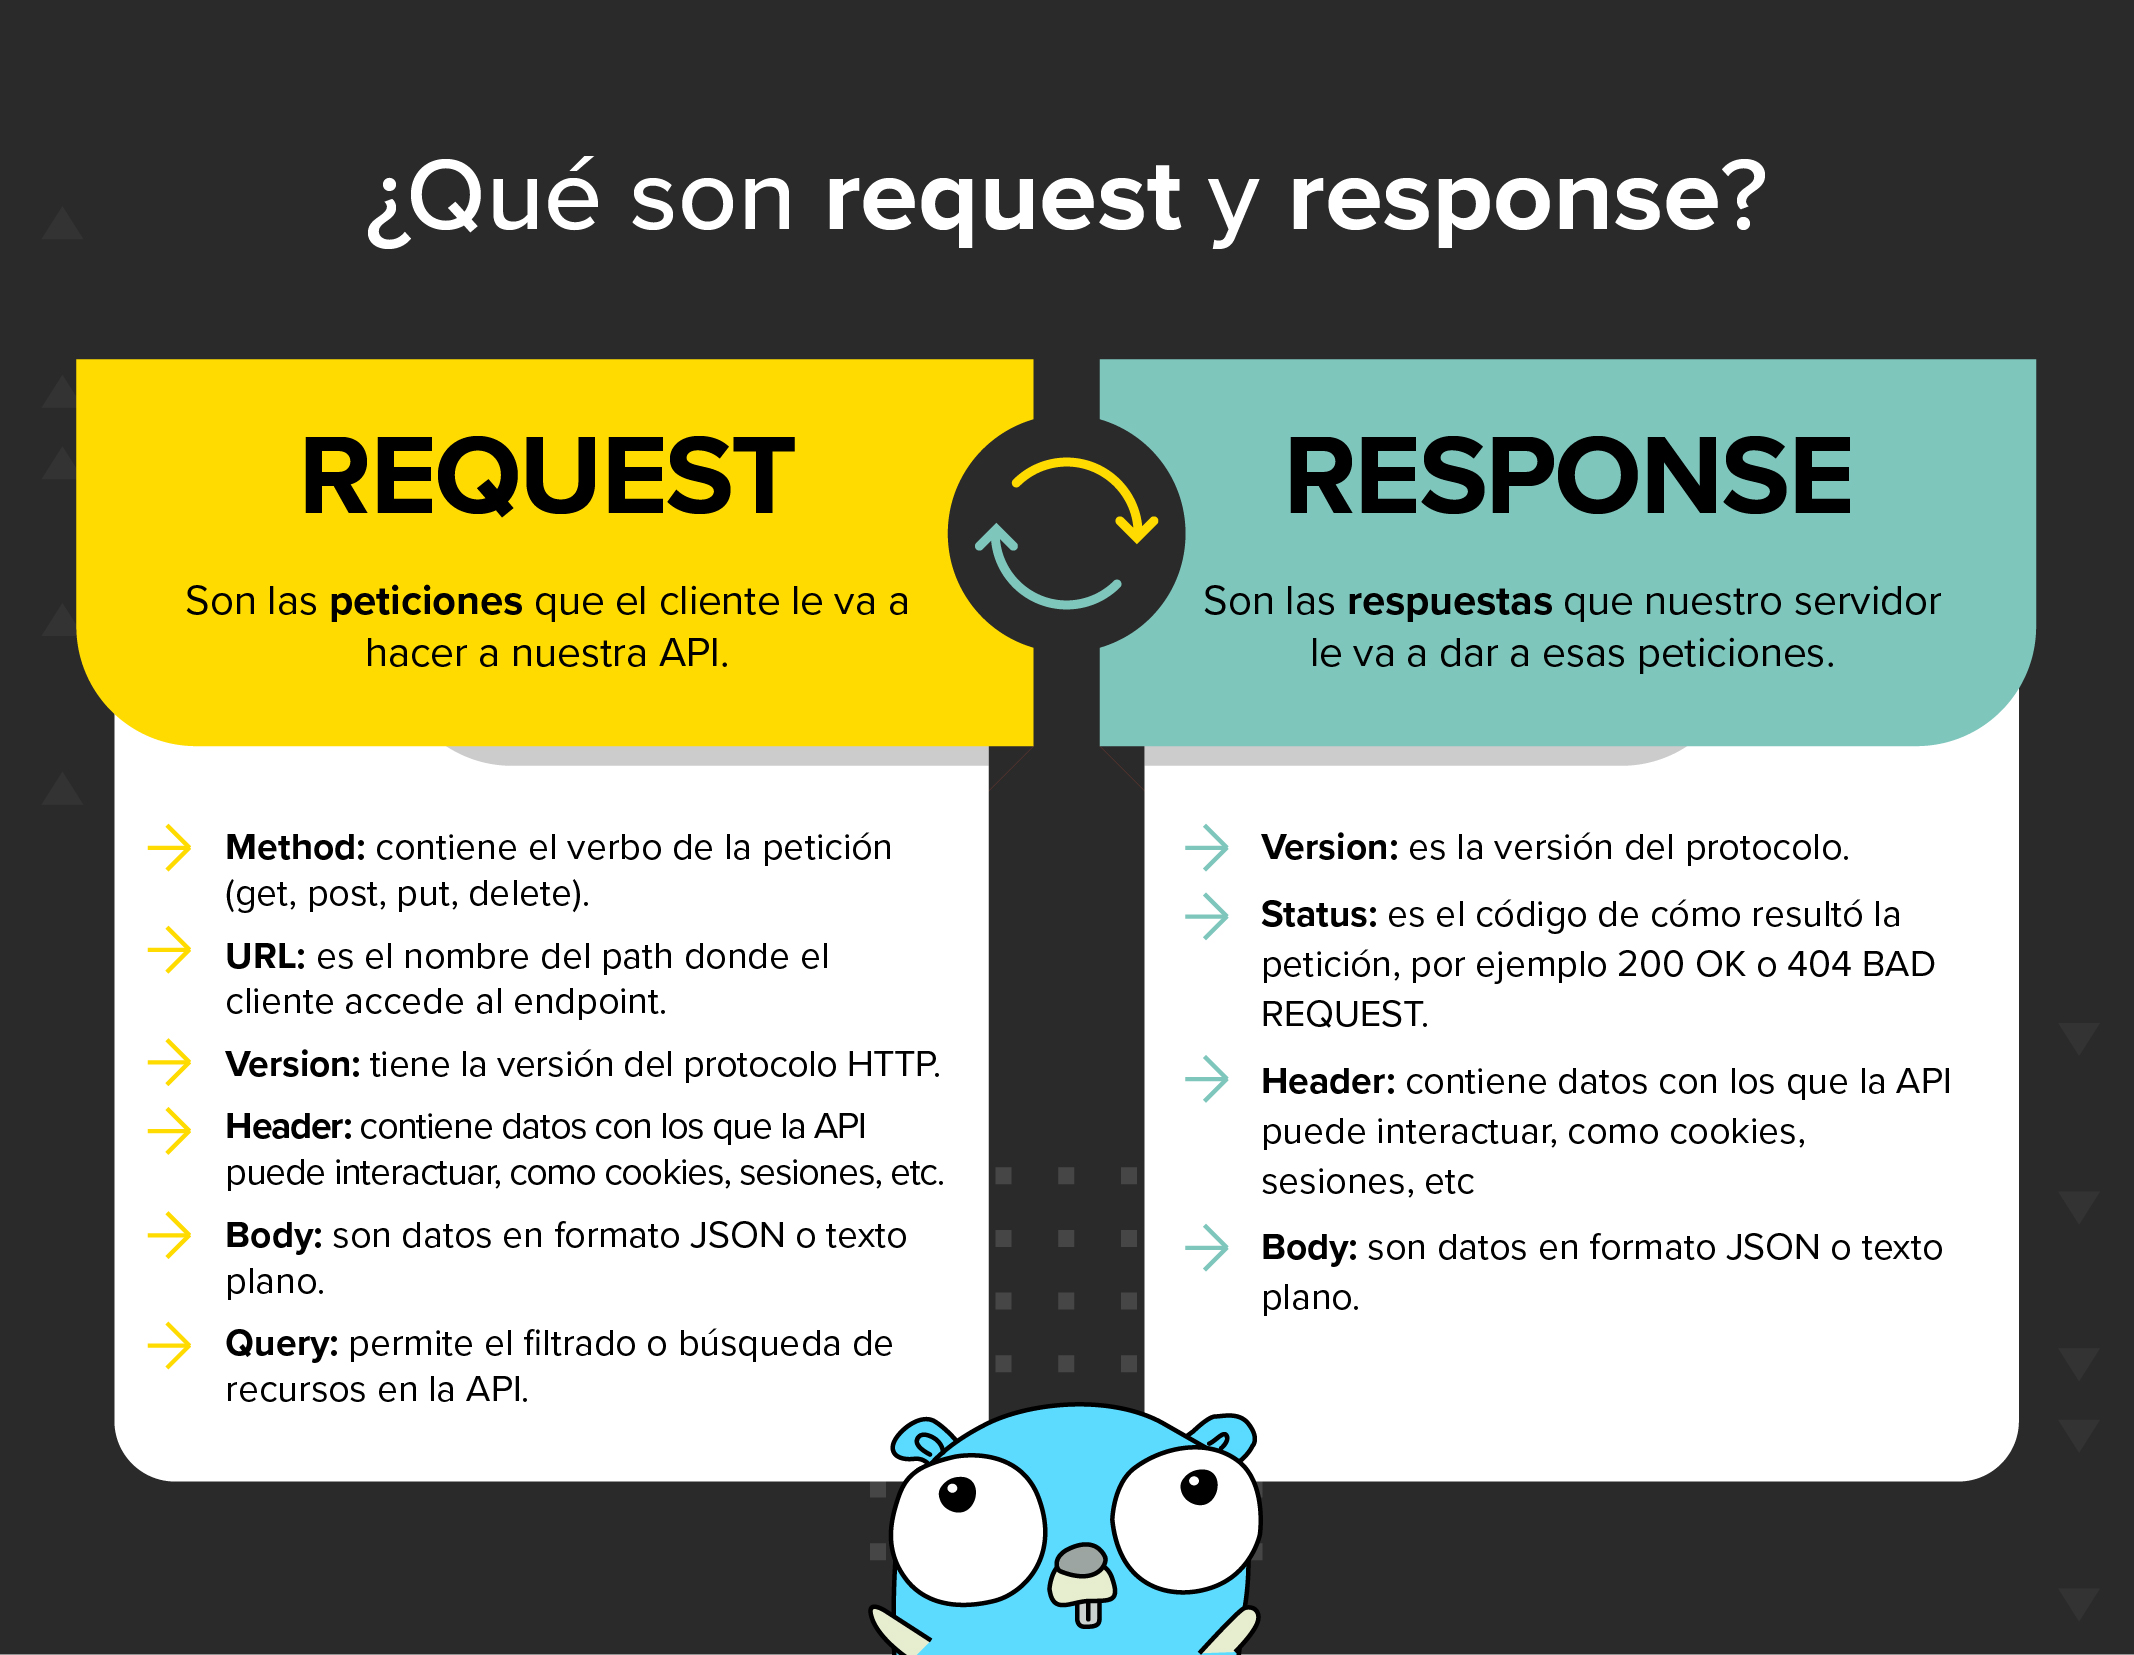 ¿Qué son request y response?
REQUEST
Son las peticiones que el cliente le va a
hacer a nuestra API.
Method: contiene el verbo de la petición
(get, post, put, delete).
URL: es el nombre del path donde el
cliente accede al endpoint.
Version: tiene la versión del protocolo HTTP.
Header: contiene datos con los que la API
puede interactuar, como cookies, sesiones, etc.
Body: son datos en formato JSON o texto
plano.
Query: permite el filtrado o búsqueda de
recursos en la API.
RESPONSE
Son las respuestas que nuestro servidor
le va a dar a esas peticiones.
Version: es la versión del protocolo.
Status: es el código de cómo resultó la
petición, por ejemplo 200 OK o 404 BAD
REQUEST.
Header: contiene datos con los que la API
puede interactuar, como cookies,
sesiones, etc
Body: son datos en formato JSON o texto
plano.